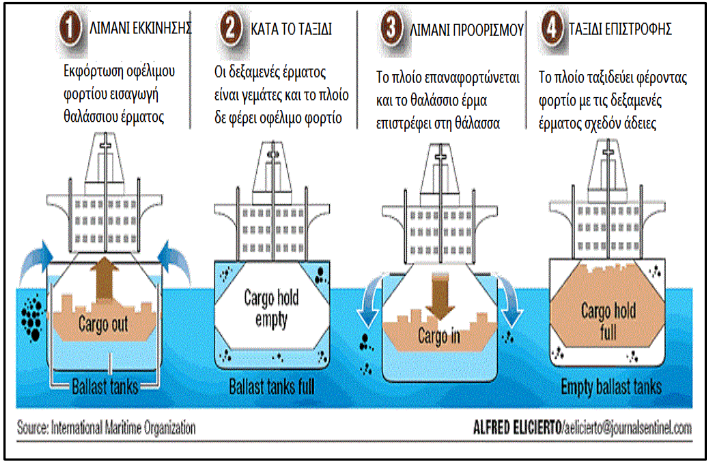 1 ΛΙΜΑΝΙ ΕΚΚΙΝΗΣΗΣ
Εκφόρτωση οφέλιμου
φορτίου εισαγωγή
θαλάσσιου έρματος
2 ΚΑΤΑ ΤΟ ΤΑΞΙΔΙ
Οι δεξαμενές έρματος
είναι γεμάτες και το πλοίο
δε φέρει οφέλιμο φορτίο
3 ΛΙΜΑΝΙ ΠΡΟΟΡΙΣΜΟΥ
Το πλοίο επαναφορτώνεται
και το θαλάσσιο έρμα
επιστρέφει στη θάλασσα
4 ΤΑΞΙΔΙ ΕΠΙΣΤΡΟΦΗΣ
Το πλοίο ταξιδεύει φέροντας
φορτίο με τις δεξαμενές
έρματος σχεδόν άδειες
Cargo out
Ballast tanks
Cargo hold
empty
Ballast tanks full
Cargo in
Cargo hold
full
Empty ballast tanks
Source: International Maritime Organization
ALFRED ELICIERTO/aelicierto@journalsentinel.com